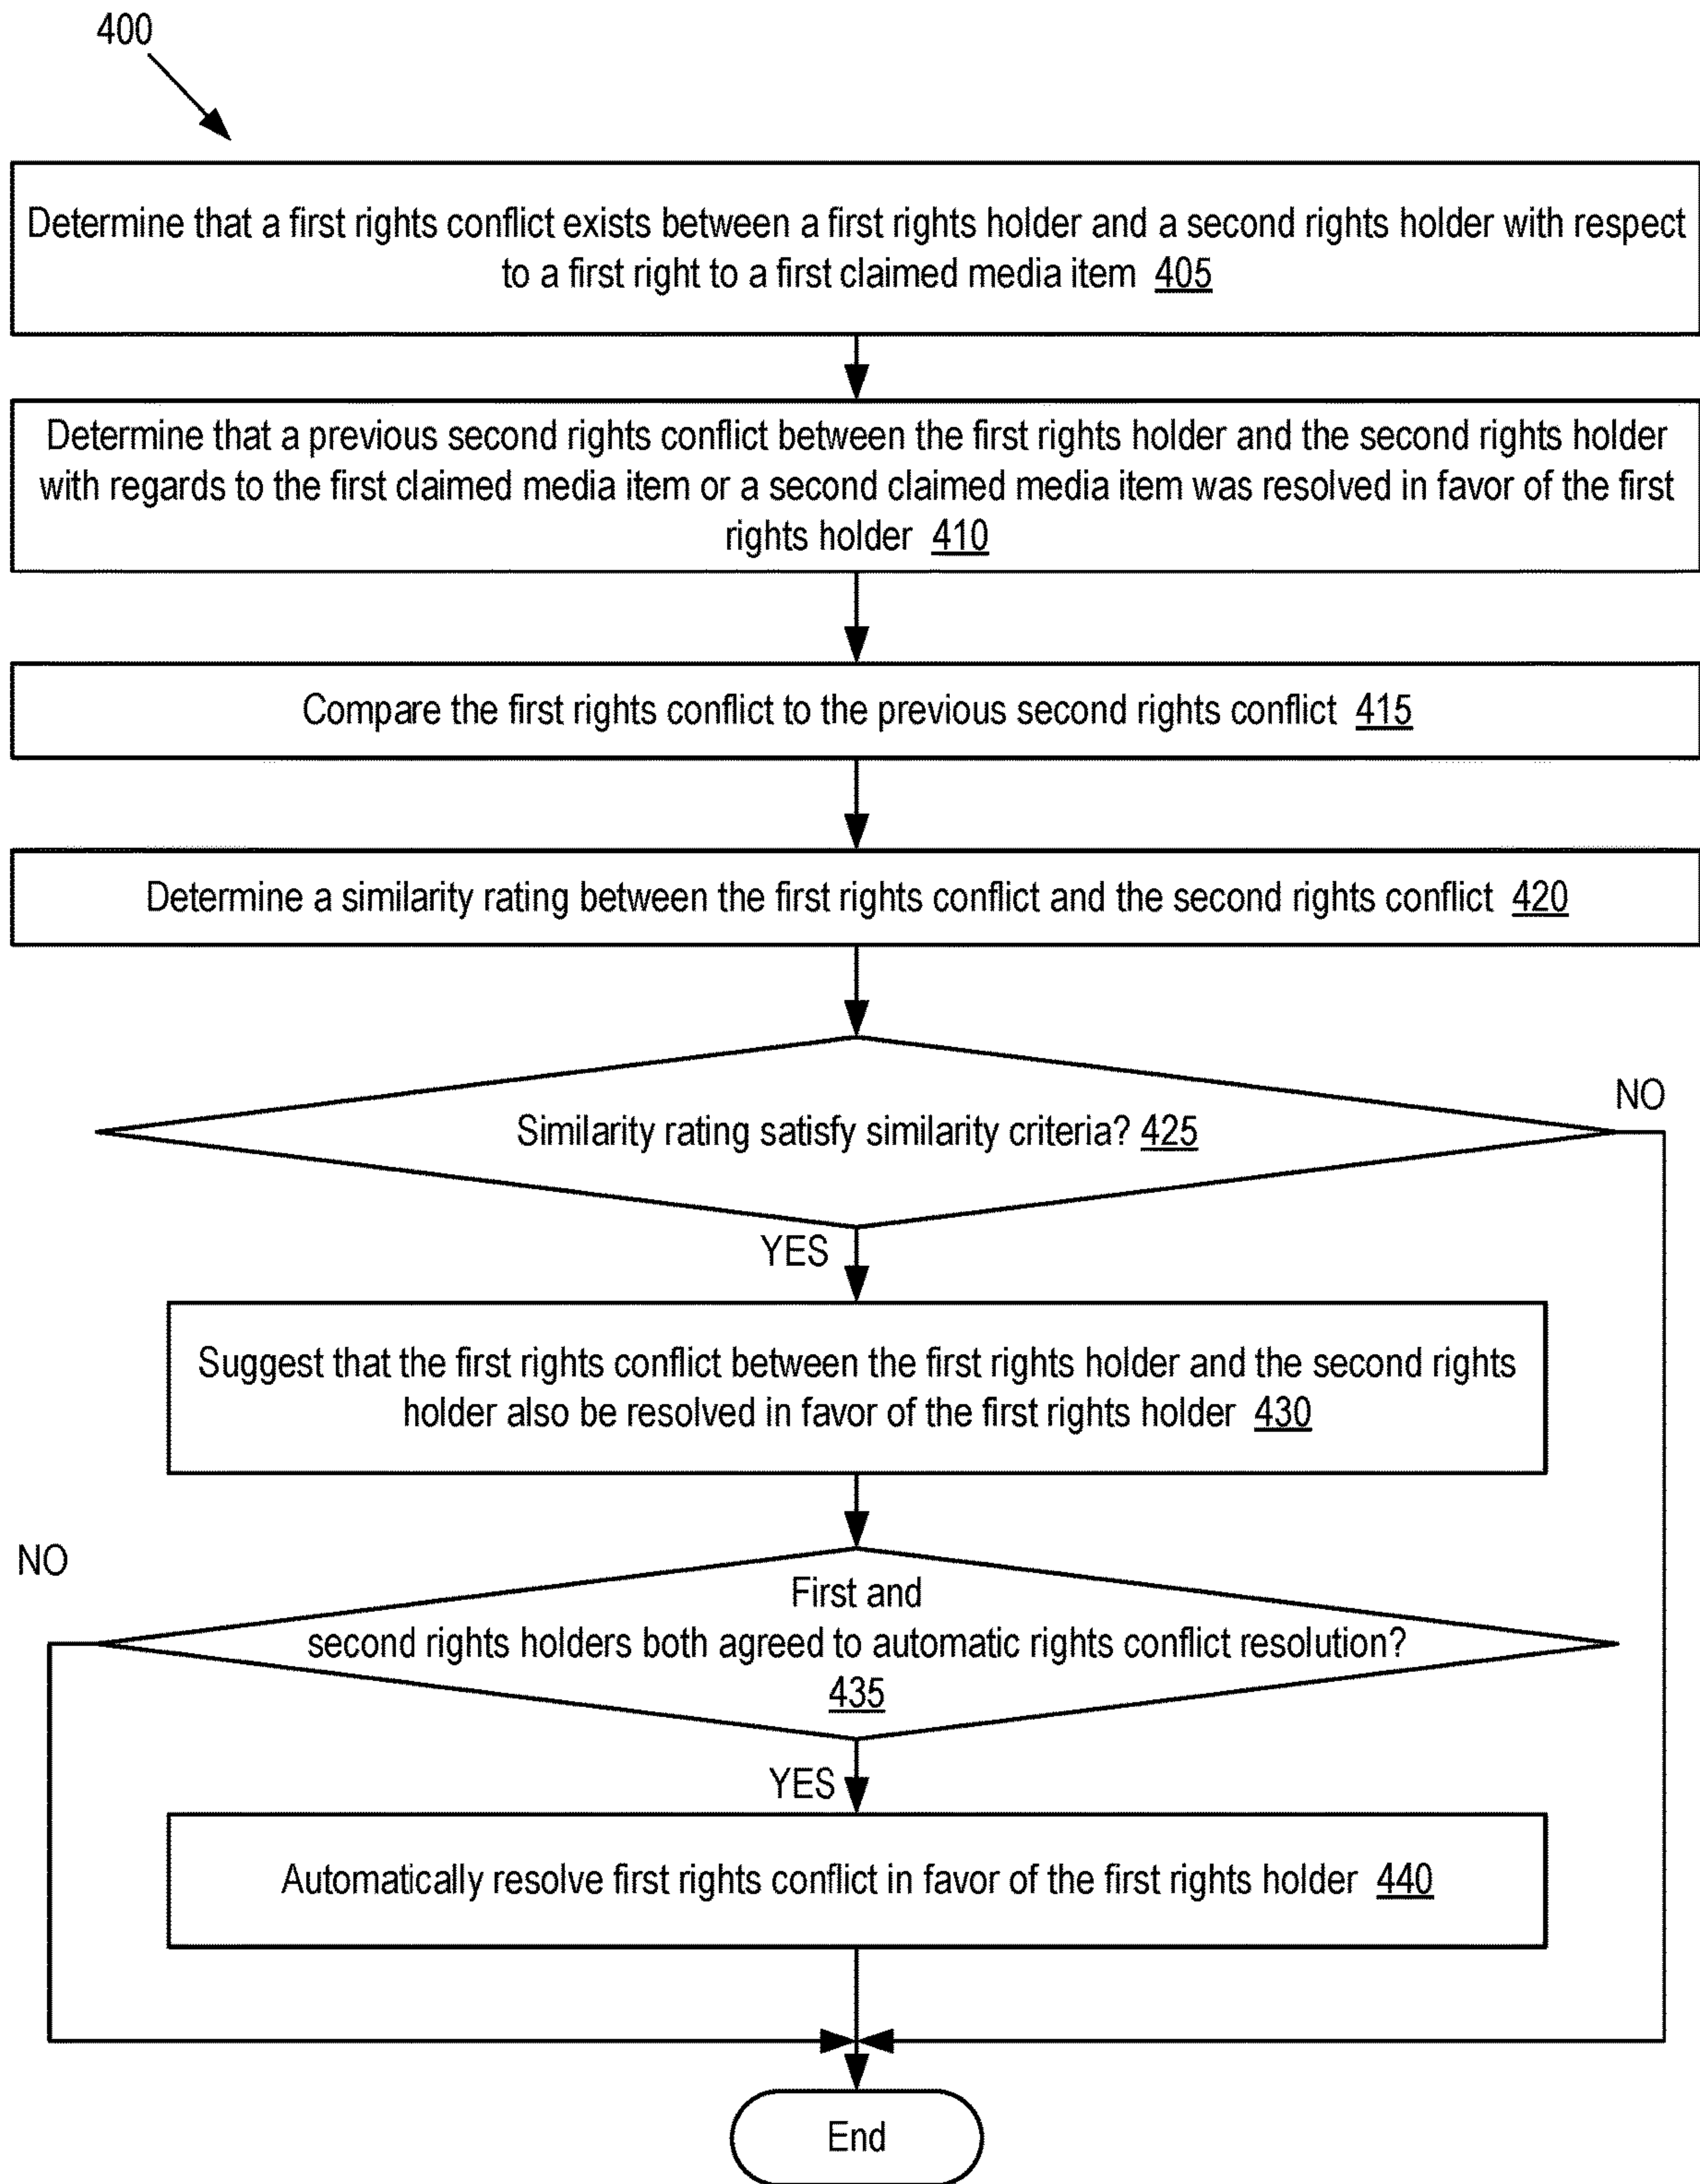 400
Determine that a first rights conflict exists between a first rights holder and a second rights holder with respect
to a first right to a first claimed media item 405
Determine that a previous second rights conflict between the first rights holder and the second rights holder
with regards to the first claimed media item or a second claimed media item was resolved in favor of the first
rights holder 410
Compare the first rights conflict to the previous second rights conflict 415
Determine a similarity rating between the first rights conflict and the second rights conflict 420
NO
Similarity rating satisfy similarity criteria? 425
YES
Suggest that the first rights conflict between the first rights holder and the second rights
holder also be resolved in favor of the first rights holder 430
NO
First and
second rights holders both agreed to automatic rights conflict resolution?
435
YES
Automatically resolve first rights conflict in favor of the first rights holder 440
End